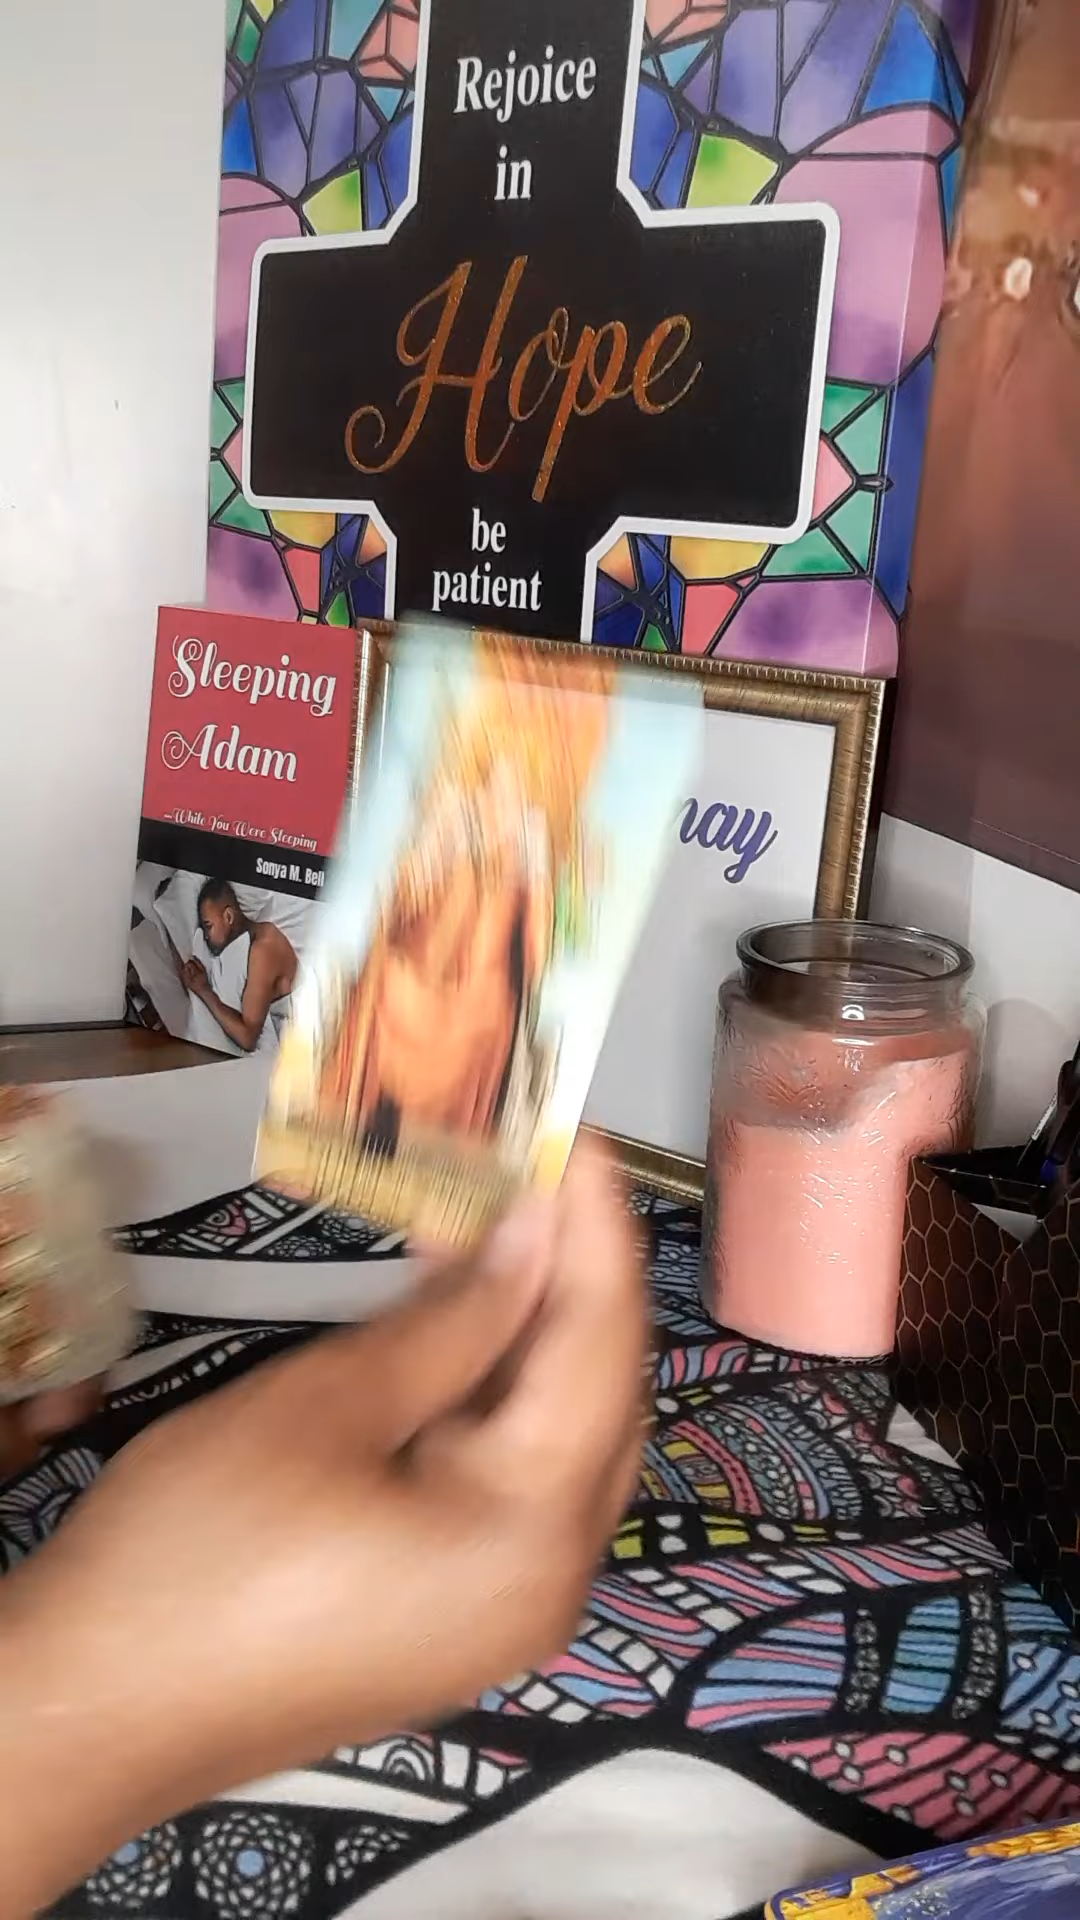 Rejoice
in
Hope
be
patient
Sleeping
Adam
...While You Were Sleeping
Sonya M. Bell
nay